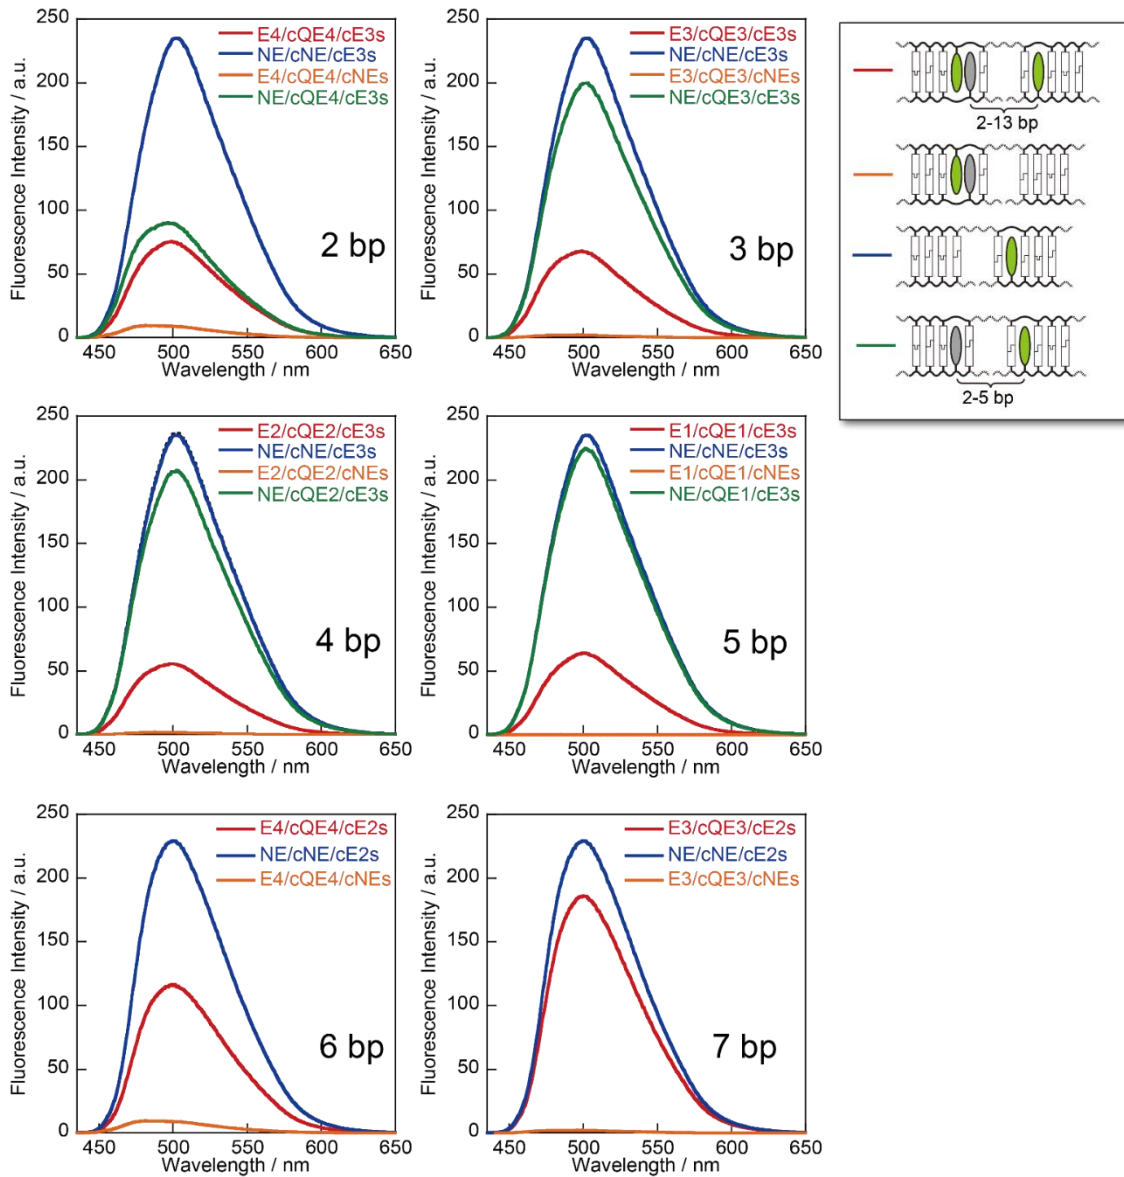 250
200
150
100
50
0
Fluorescence Intensity / a.u.
E4/cQE4/cE3s
NE/cNE/cE3s
E4/cQE4/cNEs
NE/cQE4/cE3s
2 bp
450 500 550 600 650
Wavelength / nm
250
200
150
100
50
0
Fluorescence Intensity / a.u.
E3/cQE3/cE3s
NE/cNE/cE3s
E3/cQE3/cNEs
NE/cQE3/cE3s
3 bp
450 500 550 600 650
Wavelength / nm
2-13 bp
2-5 bp
250
200
150
100
50
0
Fluorescence Intensity / a.u.
E2/cQE2/cE3s
NE/cNE/cE3s
E2/cQE2/cNEs
NE/cQE2/cE3s
4 bp
450 500 550 600 650
Wavelength / nm
250
200
150
100
50
0
Fluorescence Intensity / a.u.
E1/cQE1/cE3s
NE/cNE/cE3s
E1/cQE1/cNEs
NE/cQE1/cE3s
5 bp
450 500 550 600 650
Wavelength / nm
250
200
150
100
50
0
Fluorescence Intensity / a.u.
E4/cQE4/cE2s
NE/cNE/cE2s
E4/cQE4/cNEs
6 bp
450 500 550 600 650
Wavelength / nm
250
200
150
100
50
0
Fluorescence Intensity / a.u.
E3/cQE3/cE2s
NE/cNE/cE2s
E3/cQE3/cNEs
7 bp
450 500 550 600 650
Wavelength / nm